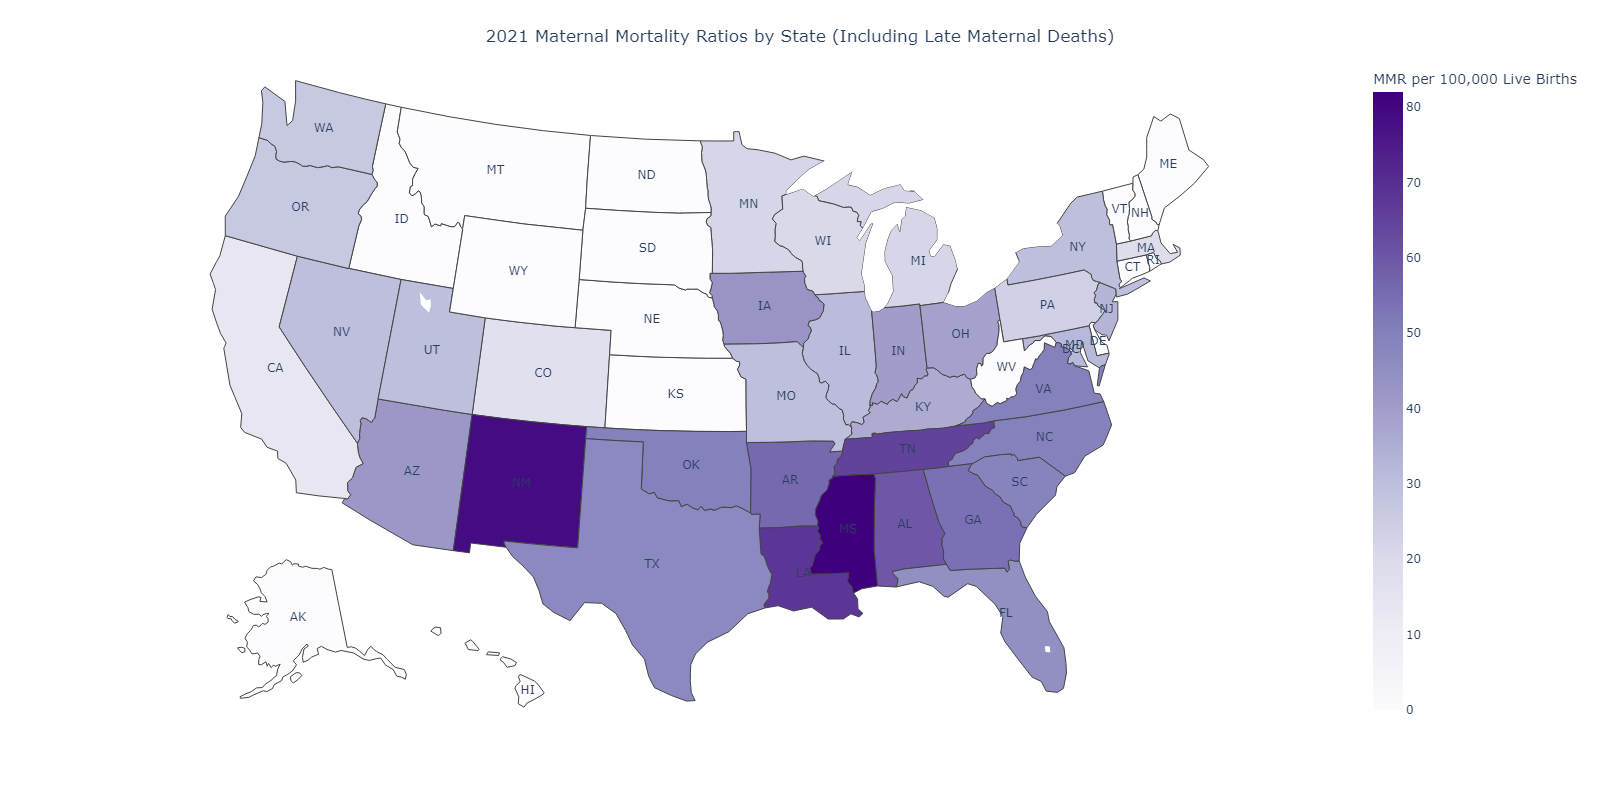 2021 Maternal Mortality Ratios by State (Including Late Maternal Deaths)
MMR per 100,000 Live Births
80
70
60
50
40
30
20
10
0
WA
MT
ND
MN
ME
OR
ID
SD
WI
MI
NY
VT
NH
MA
RI
CT
WY
NE
IA
PA
NJ
NV
UT
CO
KS
MO
IL
IN
OH
WV
MD
DC
DE
CA
KY
VA
AZ
NM
OK
AR
TN
NC
SC
TX
LA
MS
AL
GA
FL
AK
HI